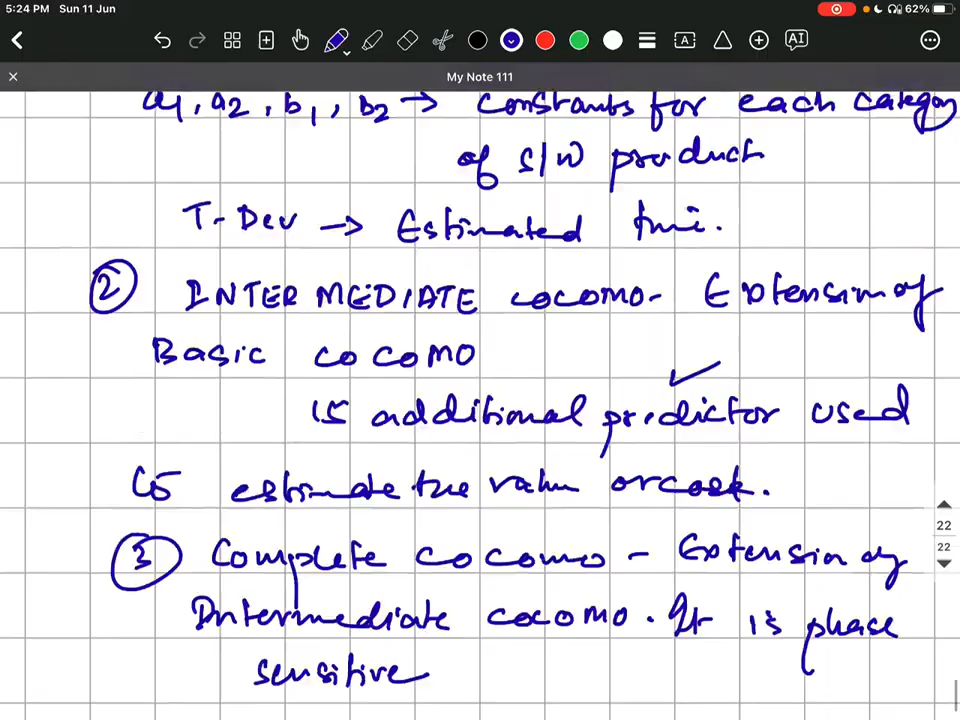 5:24 PM Sun 11 Jun 62%
AI
My Note 111
a1, a2, b1, b2 → constants for each category
of S/W product
T-Dev → Estimated time.
2 INTERMEDIATE COCOMO - Extension of
Basic COCOMO
15 additional predictor used
to estimate the value or cost.
22
22
3 Complete COCOMO - Extension of
Intermediate COCOMO. It is phase
sensitive